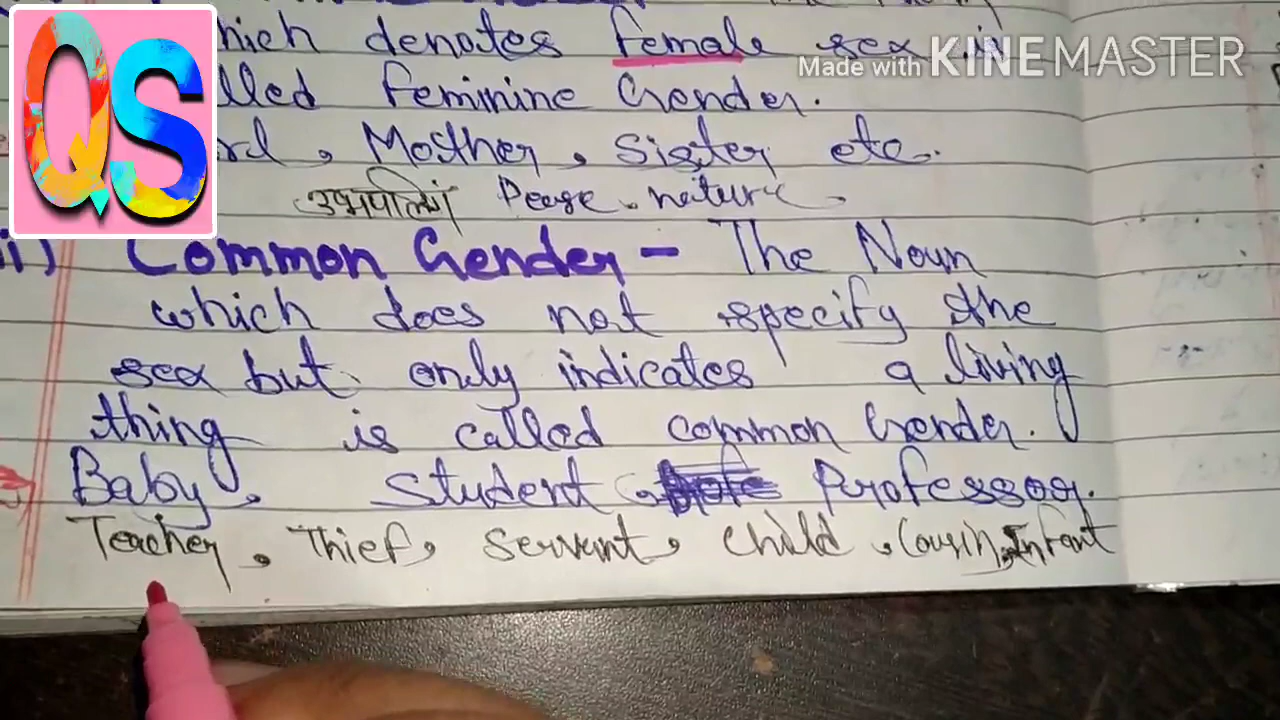 QS
Made with KINEMASTER
which denotes female sex is
called feminine Gender.
Mother, Sister etc.
उभयलिंग Pease. nature.
ii) Common Gender - The Noun
which does not specify the
sex but only indicates a living
thing is called common Gender.
Baby, Student, Professor.
Teacher, Thief, Servant, Child, Cousin, Infant